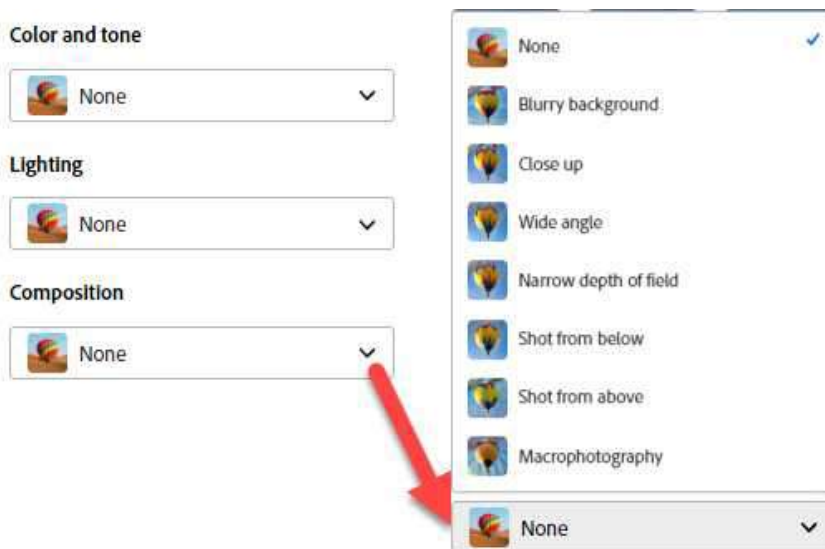 Color and tone
None
Lighting
None
Composition
None
None
Blurry background
Close up
Wide angle
Narrow depth of field
Shot from below
Shot from above
Macrophotography
None